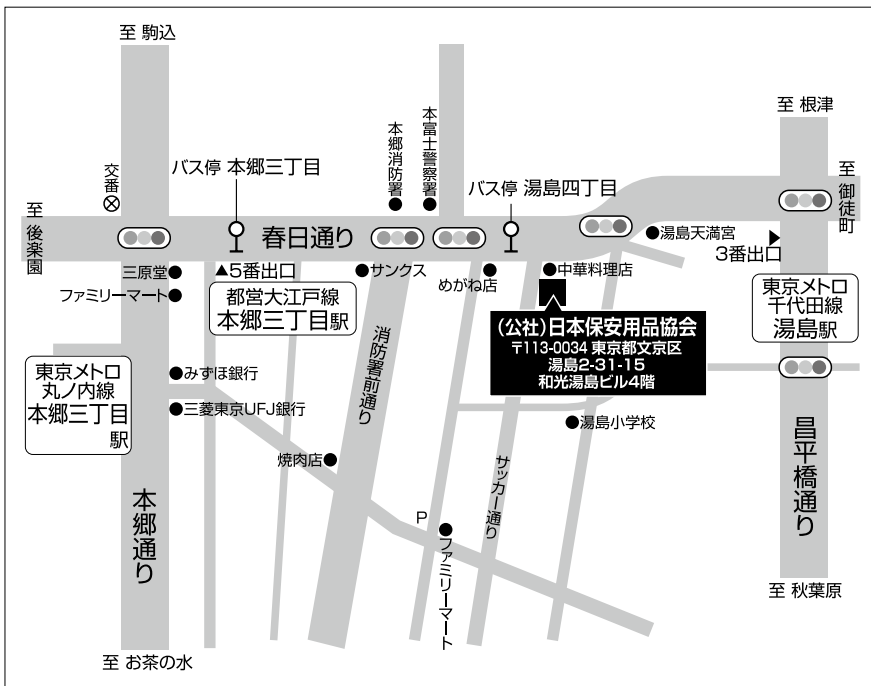 至 駒込
至 根津
交番
バス停 本郷三丁目
本郷消防署
本富士警察署
バス停 湯島四丁目
至 御徒町
至 後楽園
春日通り
湯島天満宮
3番出口
三原堂
▲5番出口
サンクス
めがね店
中華料理店
ファミリーマート
都営大江戸線
本郷三丁目駅
東京メトロ
千代田線
湯島駅
(公社)日本保安用品協会
〒113-0034 東京都文京区
湯島2-31-15
和光湯島ビル4階
消防署前通り
東京メトロ
丸ノ内線
本郷三丁目
駅
みずほ銀行
三菱東京UFJ銀行
湯島小学校
焼肉店
サッカー通り
昌平橋通り
本郷通り
P
ファミリーマート
至 秋葉原
至 お茶の水